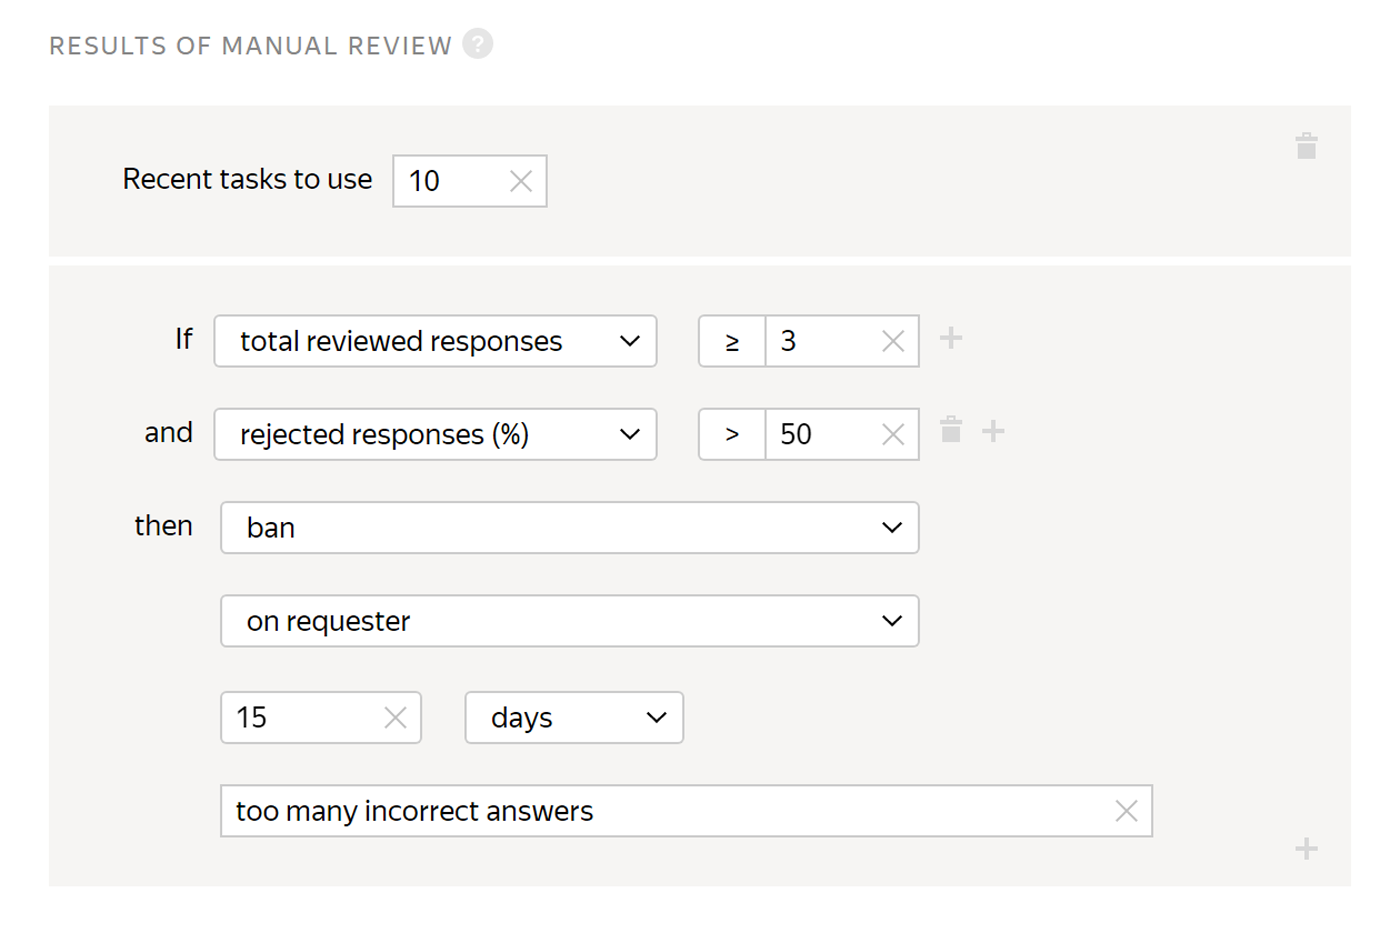 RESULTS OF MANUAL REVIEW ?
Recent tasks to use 10
If total reviewed responses ≥ 3
and rejected responses (%) > 50
then ban
on requester
15 days
too many incorrect answers